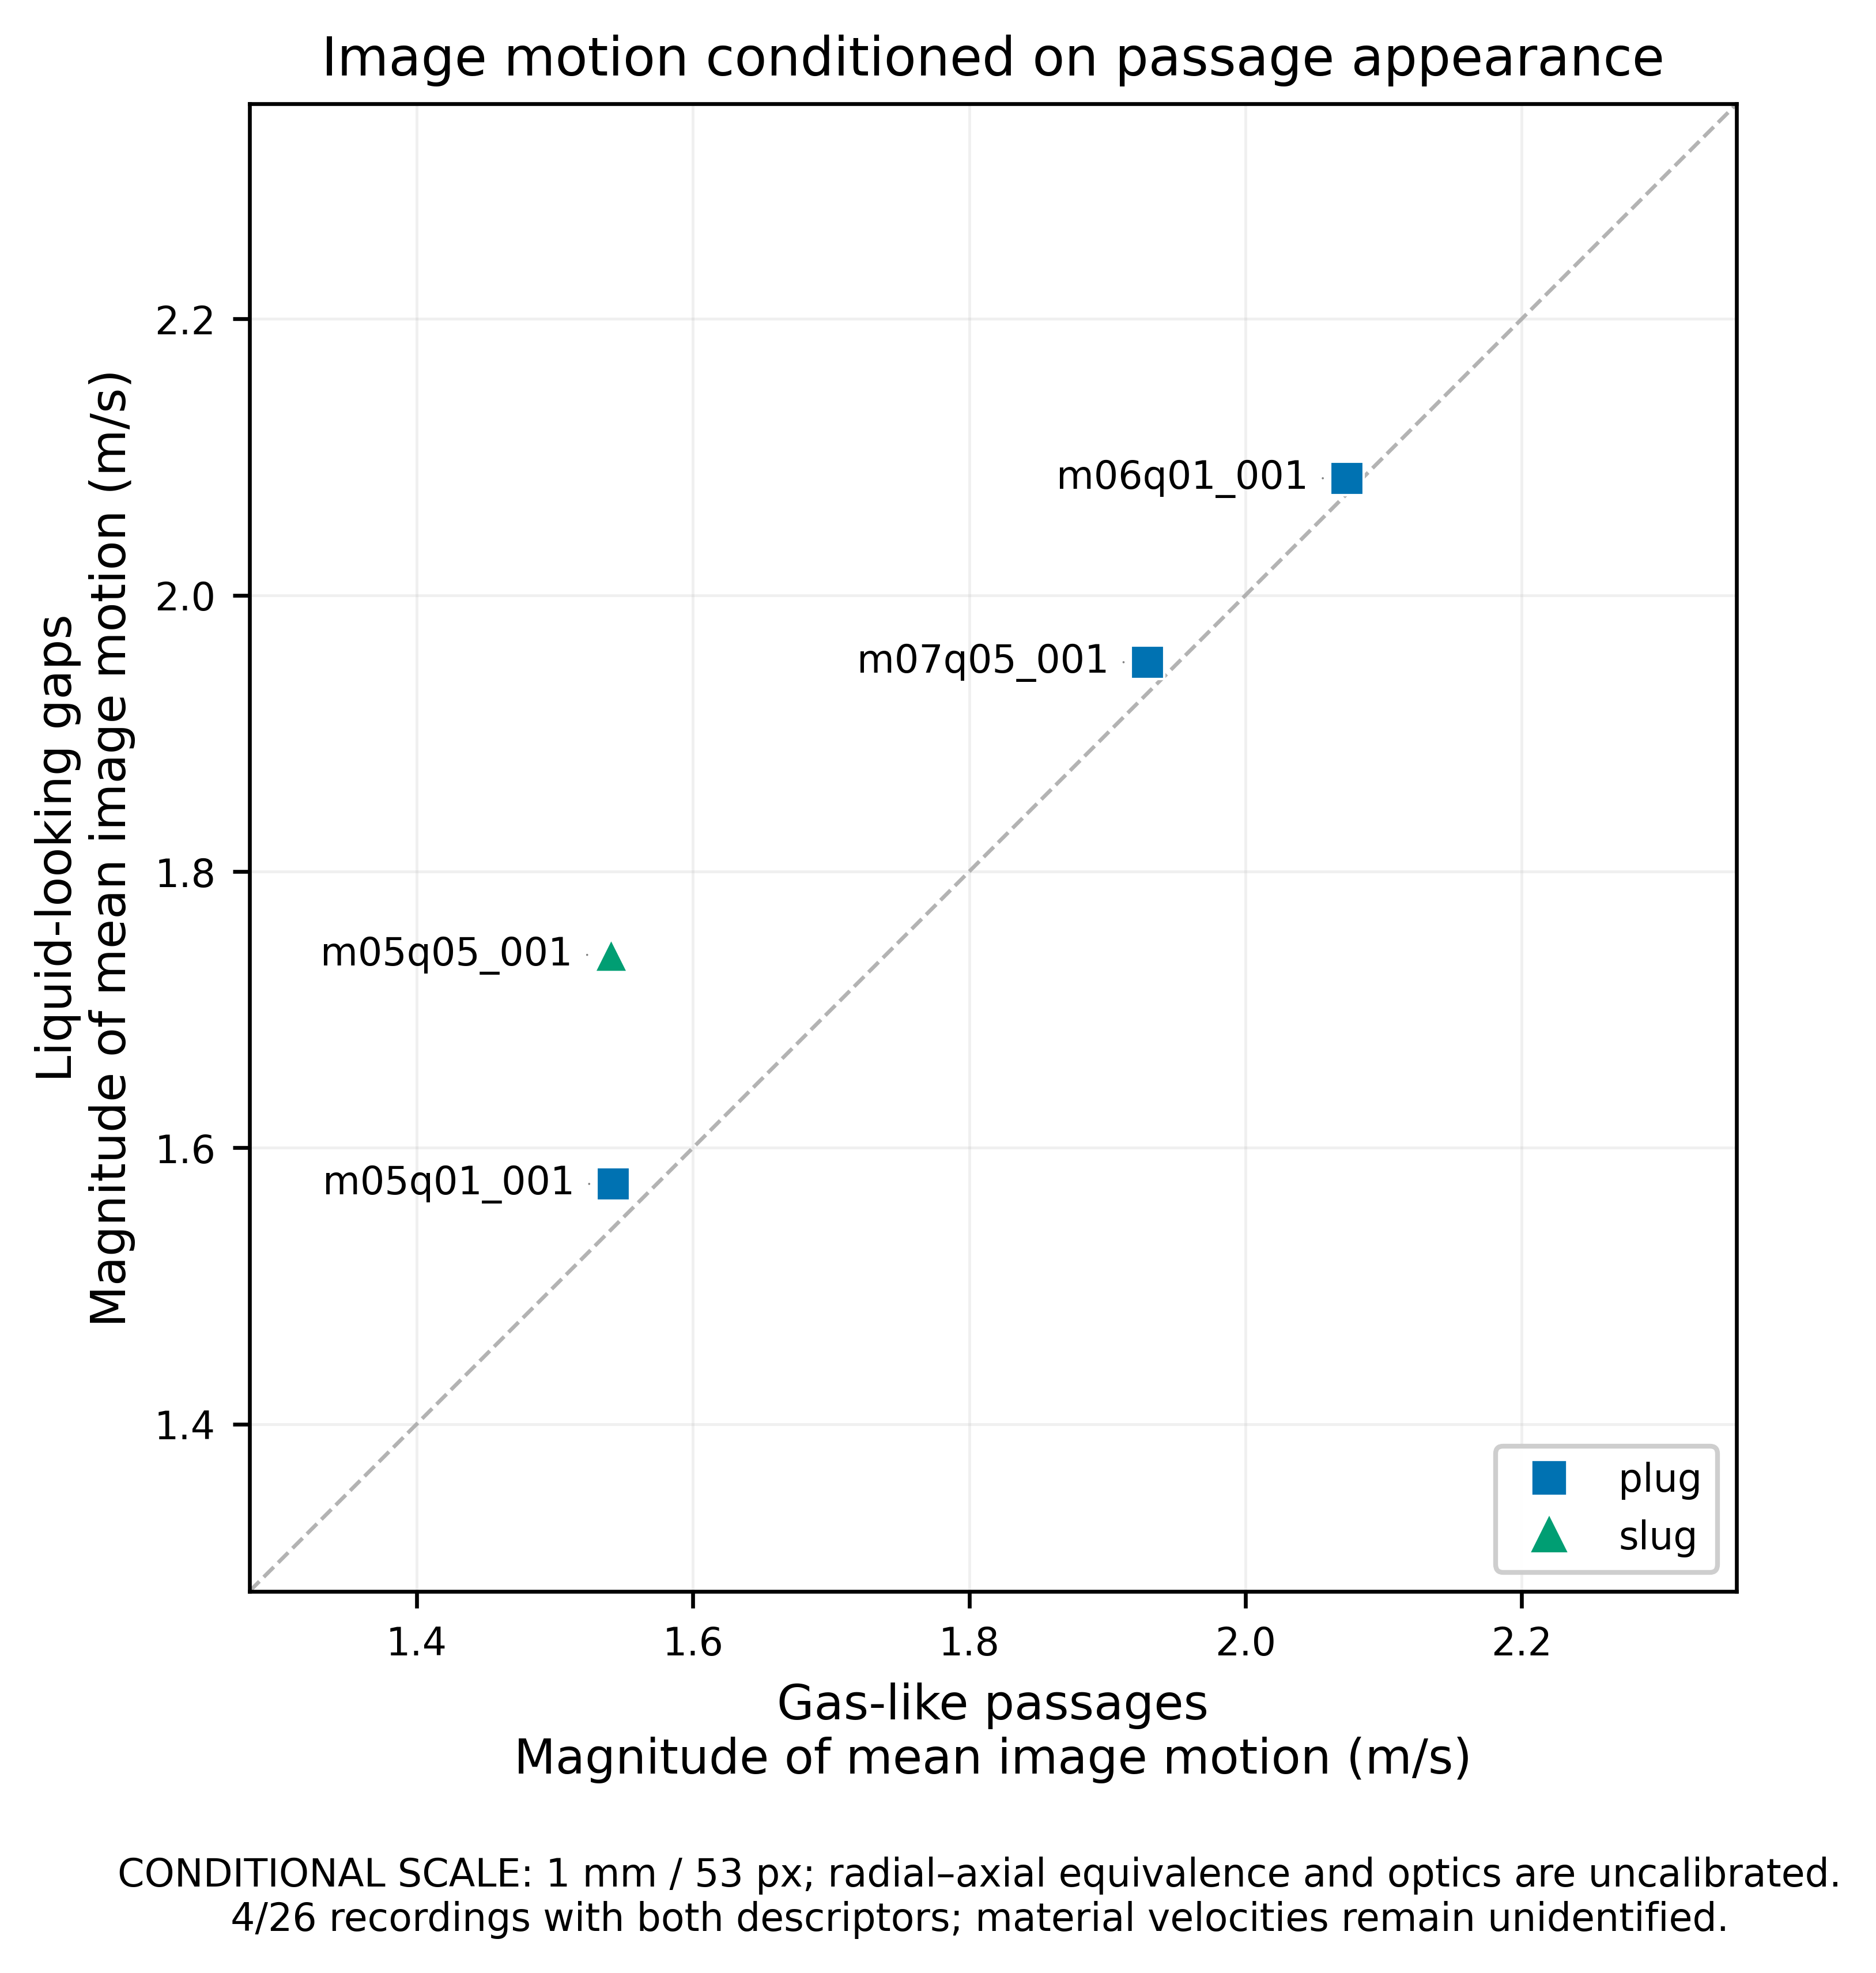 Image motion conditioned on passage appearance
Liquid-looking gaps
Magnitude of mean image motion (m/s)
2.2
2.0
1.8
1.6
1.4
m06q01_001
m07q05_001
m05q05_001
m05q01_001
plug
slug
1.4
1.6
1.8
2.0
2.2
Gas-like passages
Magnitude of mean image motion (m/s)
CONDITIONAL SCALE: 1 mm / 53 px; radial–axial equivalence and optics are uncalibrated.
4/26 recordings with both descriptors; material velocities remain unidentified.